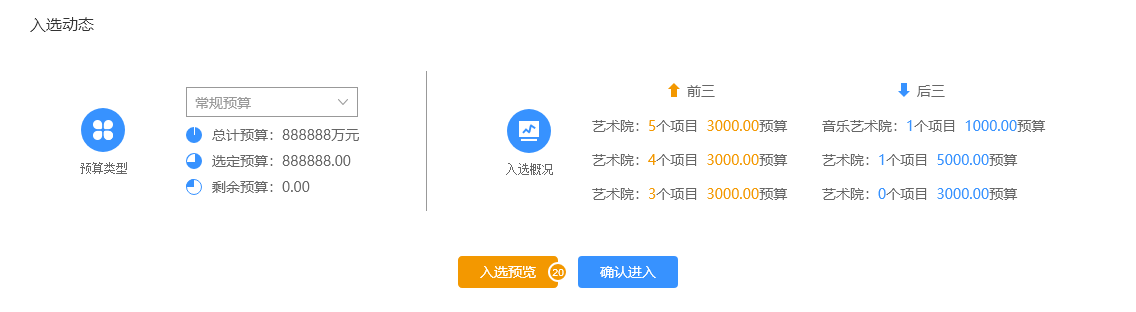 入选动态
常规预算
总计预算：888888万元
选定预算：888888.00
剩余预算：0.00
预算类型
前三
艺术院：5个项目 3000.00预算
艺术院：4个项目 3000.00预算
艺术院：3个项目 3000.00预算
后三
音乐艺术院：1个项目 1000.00预算
艺术院：1个项目 5000.00预算
艺术院：0个项目 3000.00预算
入选概况
入选预览 20
确认进入